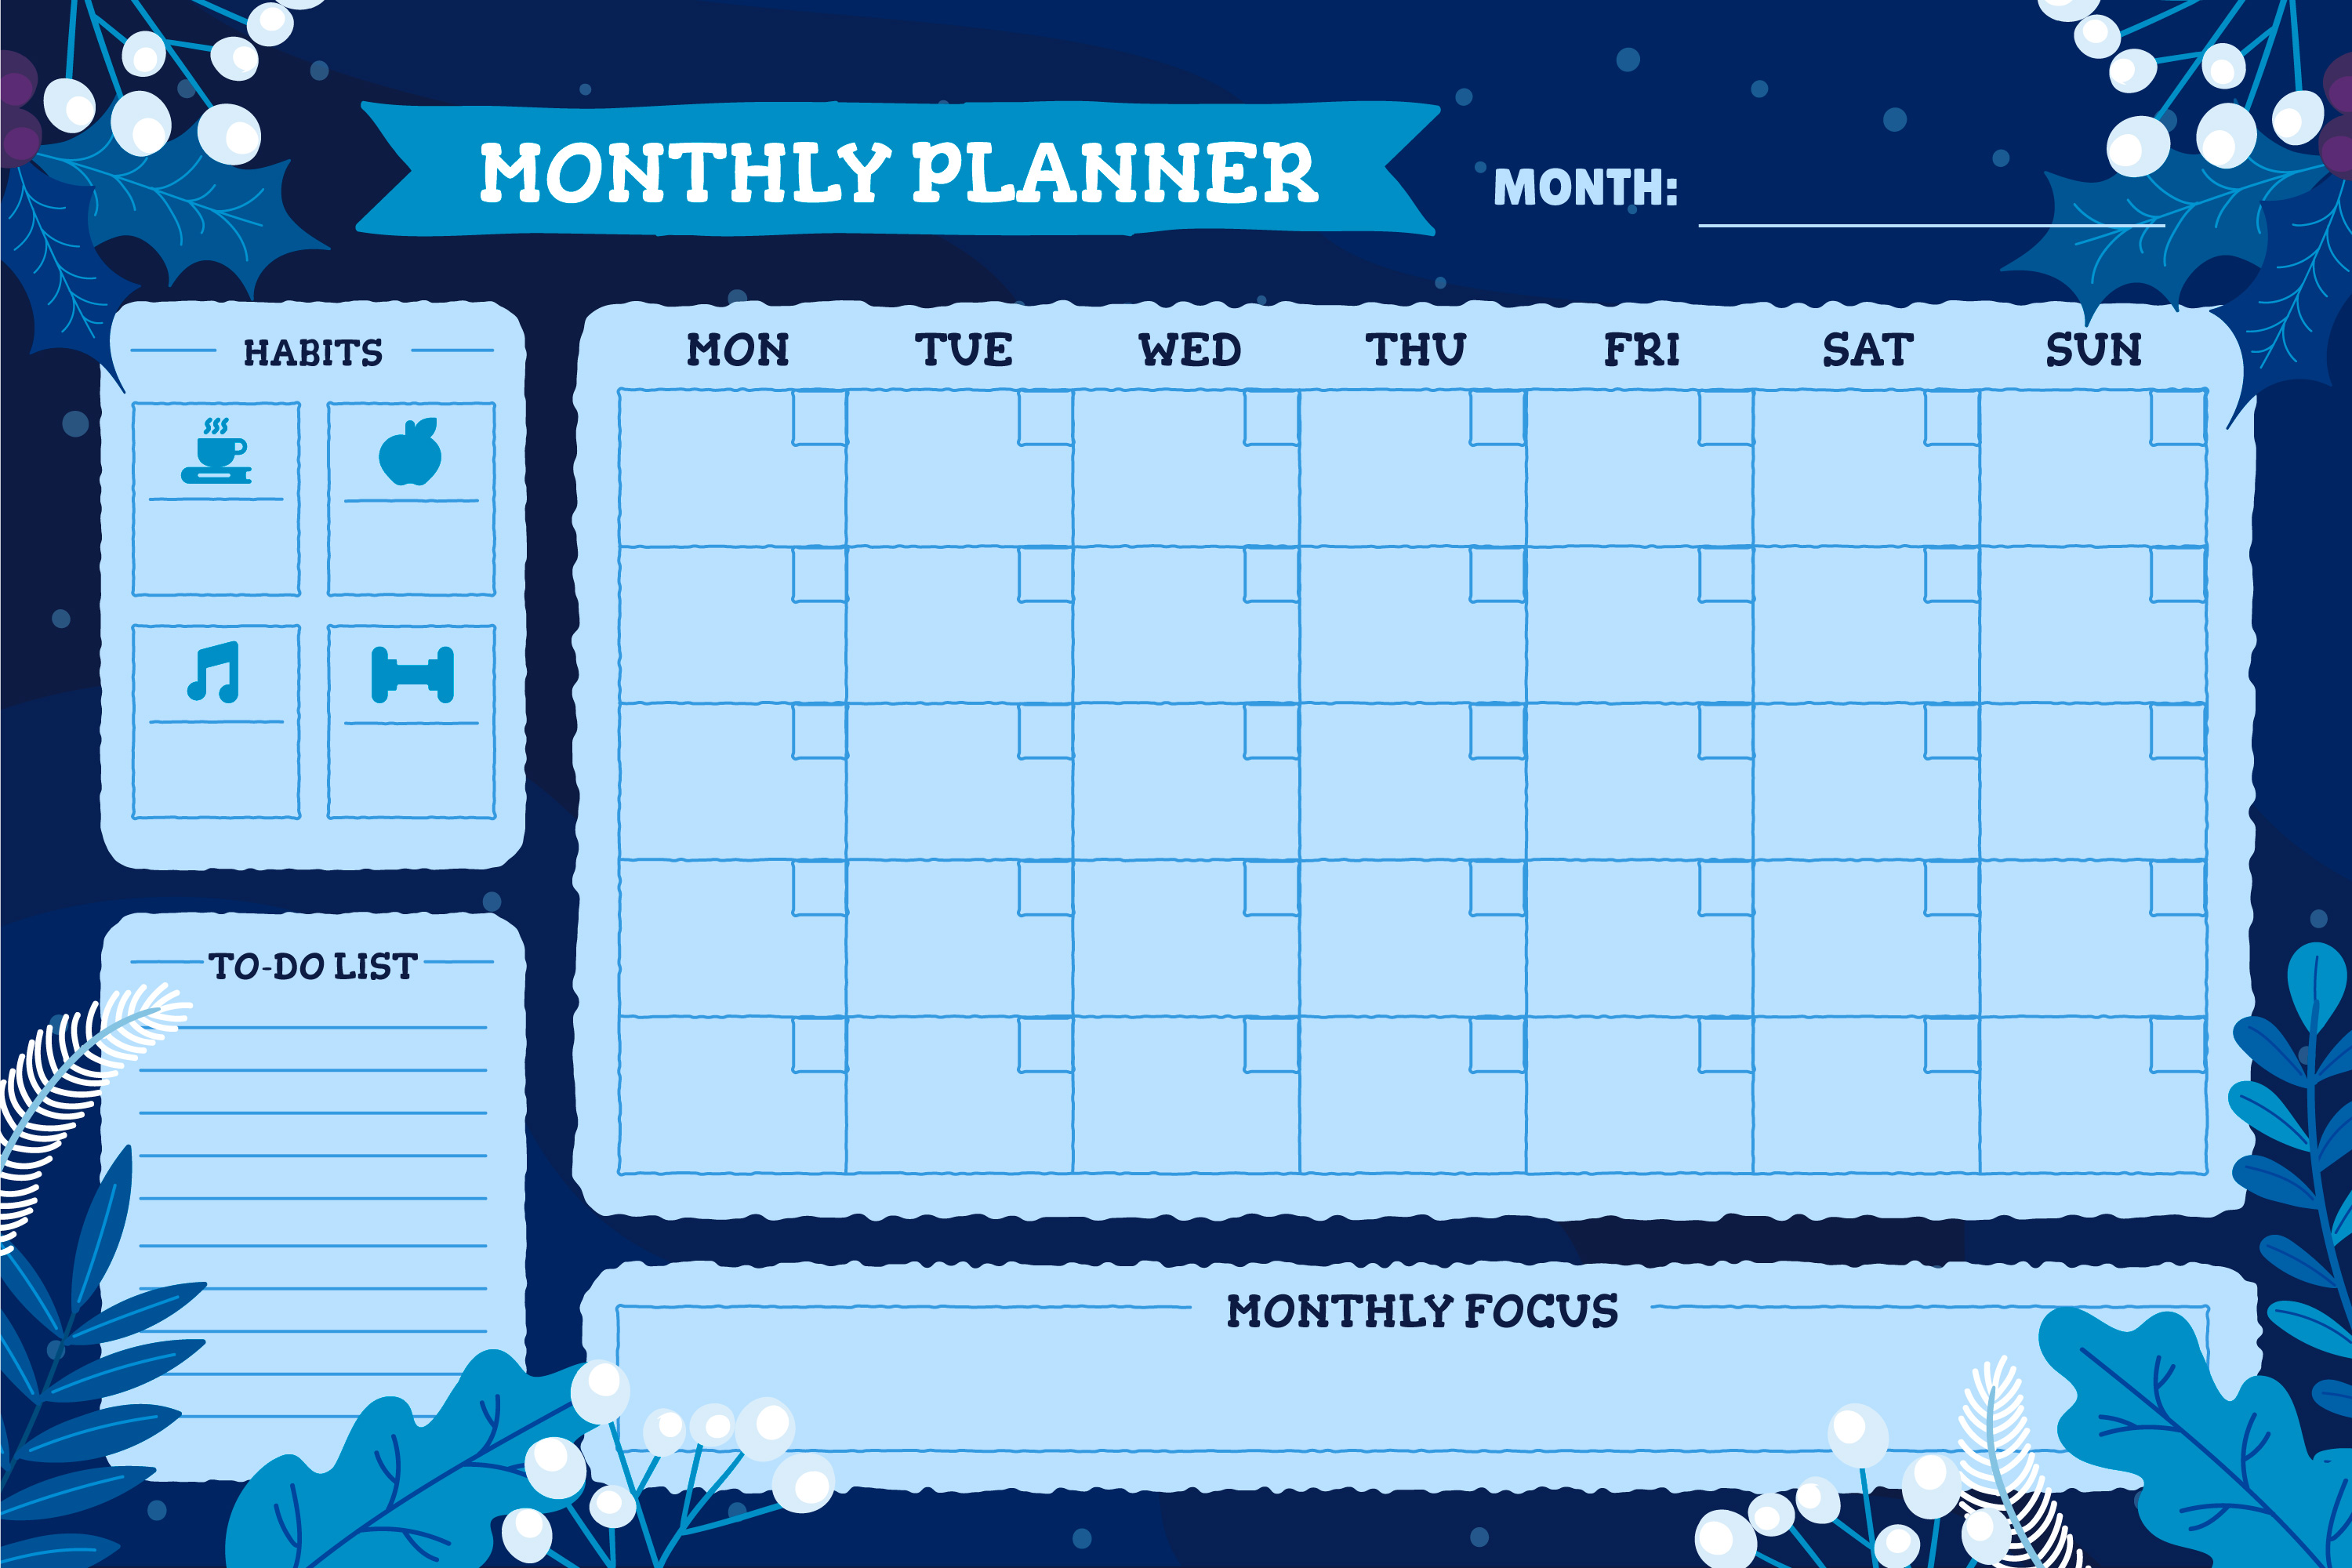 MONTHLY PLANNER
MONTH:
HABITS
MON TUE WED THU FRI SAT SUN
TO-DO LIST
MONTHLY FOCUS